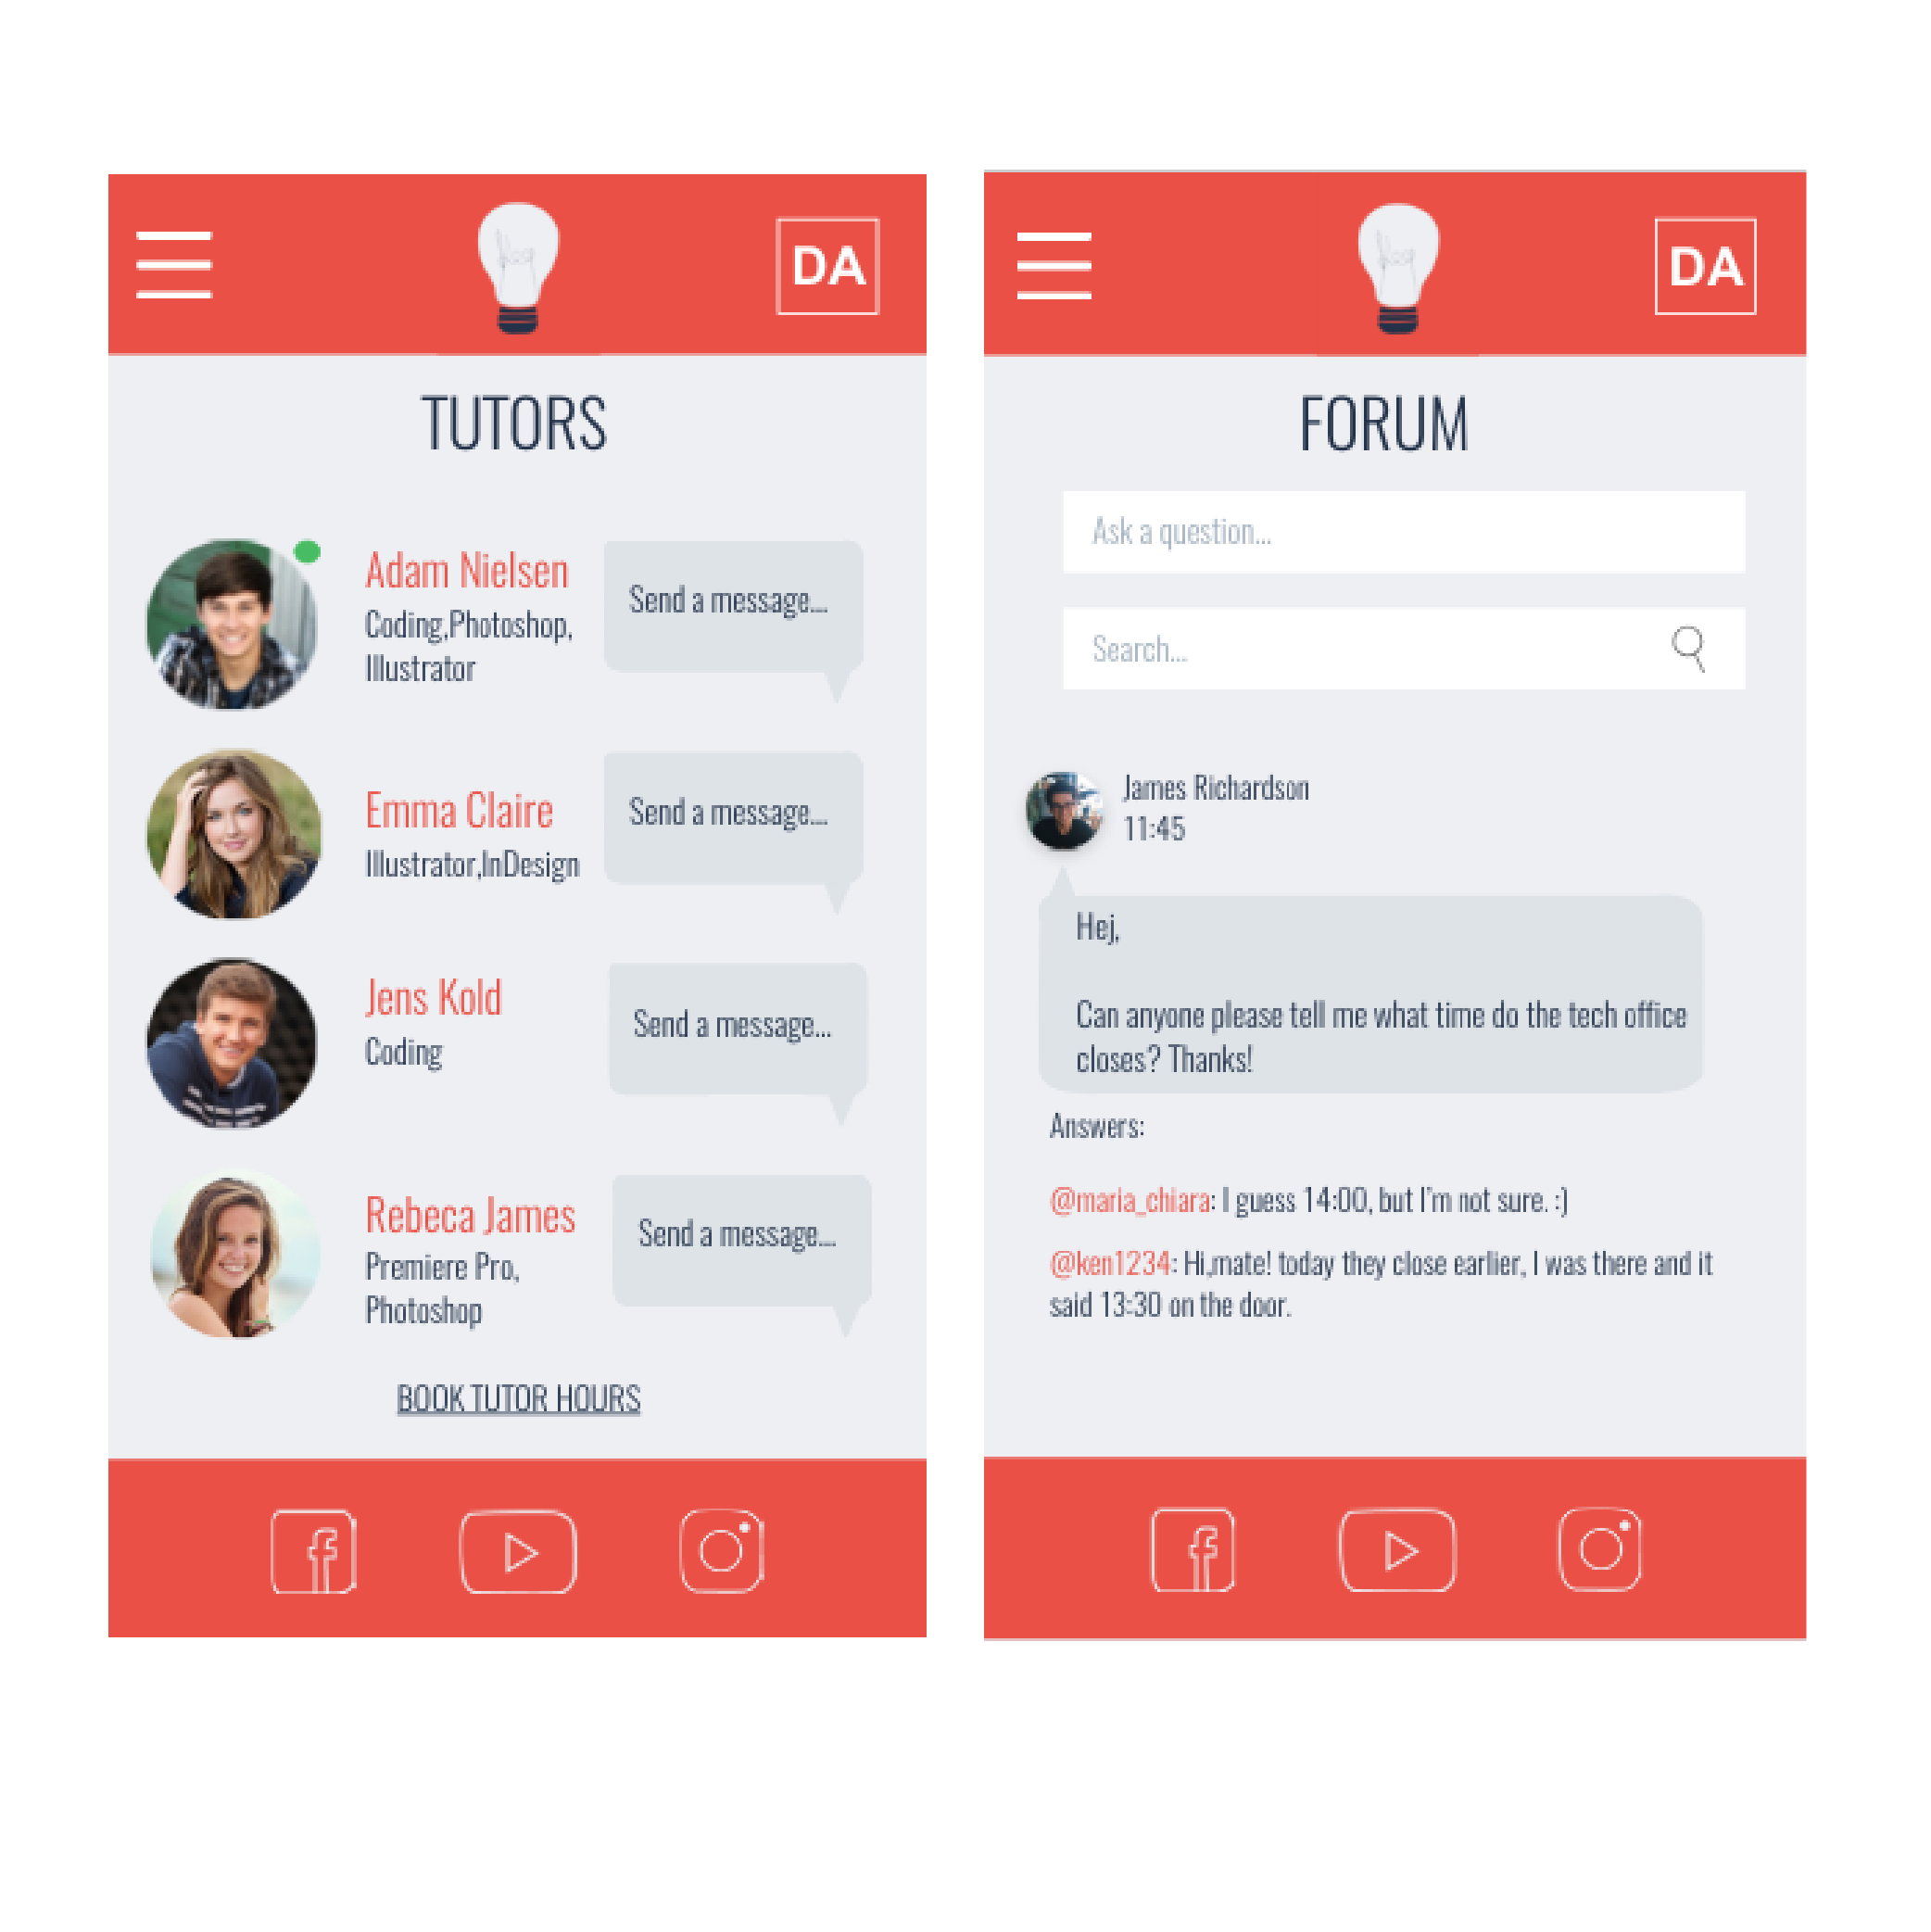 DA
TUTORS
Adam Nielsen
Coding,Photoshop,
Illustrator
Send a message...
Emma Claire
Illustrator,InDesign
Send a message...
Jens Kold
Coding
Send a message...
Rebeca James
Premiere Pro,
Photoshop
Send a message...
BOOK TUTOR HOURS
DA
FORUM
Ask a question...
Search...
James Richardson
11:45
Hej,
Can anyone please tell me what time do the tech office
closes? Thanks!
Answers:
@maria_chiara: I guess 14:00, but I'm not sure. :)
@ken1234: Hi,mate! today they close earlier, I was there and it
said 13:30 on the door.